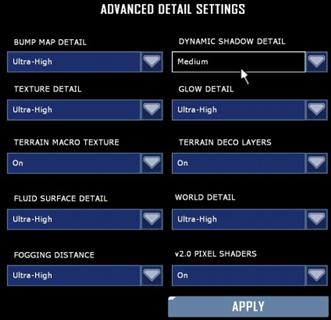 ADVANCED DETAIL SETTINGS
BUMP MAP DETAIL
Ultra-High
DYNAMIC SHADOW DETAIL
Medium
TEXTURE DETAIL
Ultra-High
GLOW DETAIL
Ultra-High
TERRAIN MACRO TEXTURE
On
TERRAIN DECO LAYERS
On
FLUID SURFACE DETAIL
Ultra-High
WORLD DETAIL
Ultra-High
FOGGING DISTANCE
Ultra-High
v2.0 PIXEL SHADERS
On
APPLY